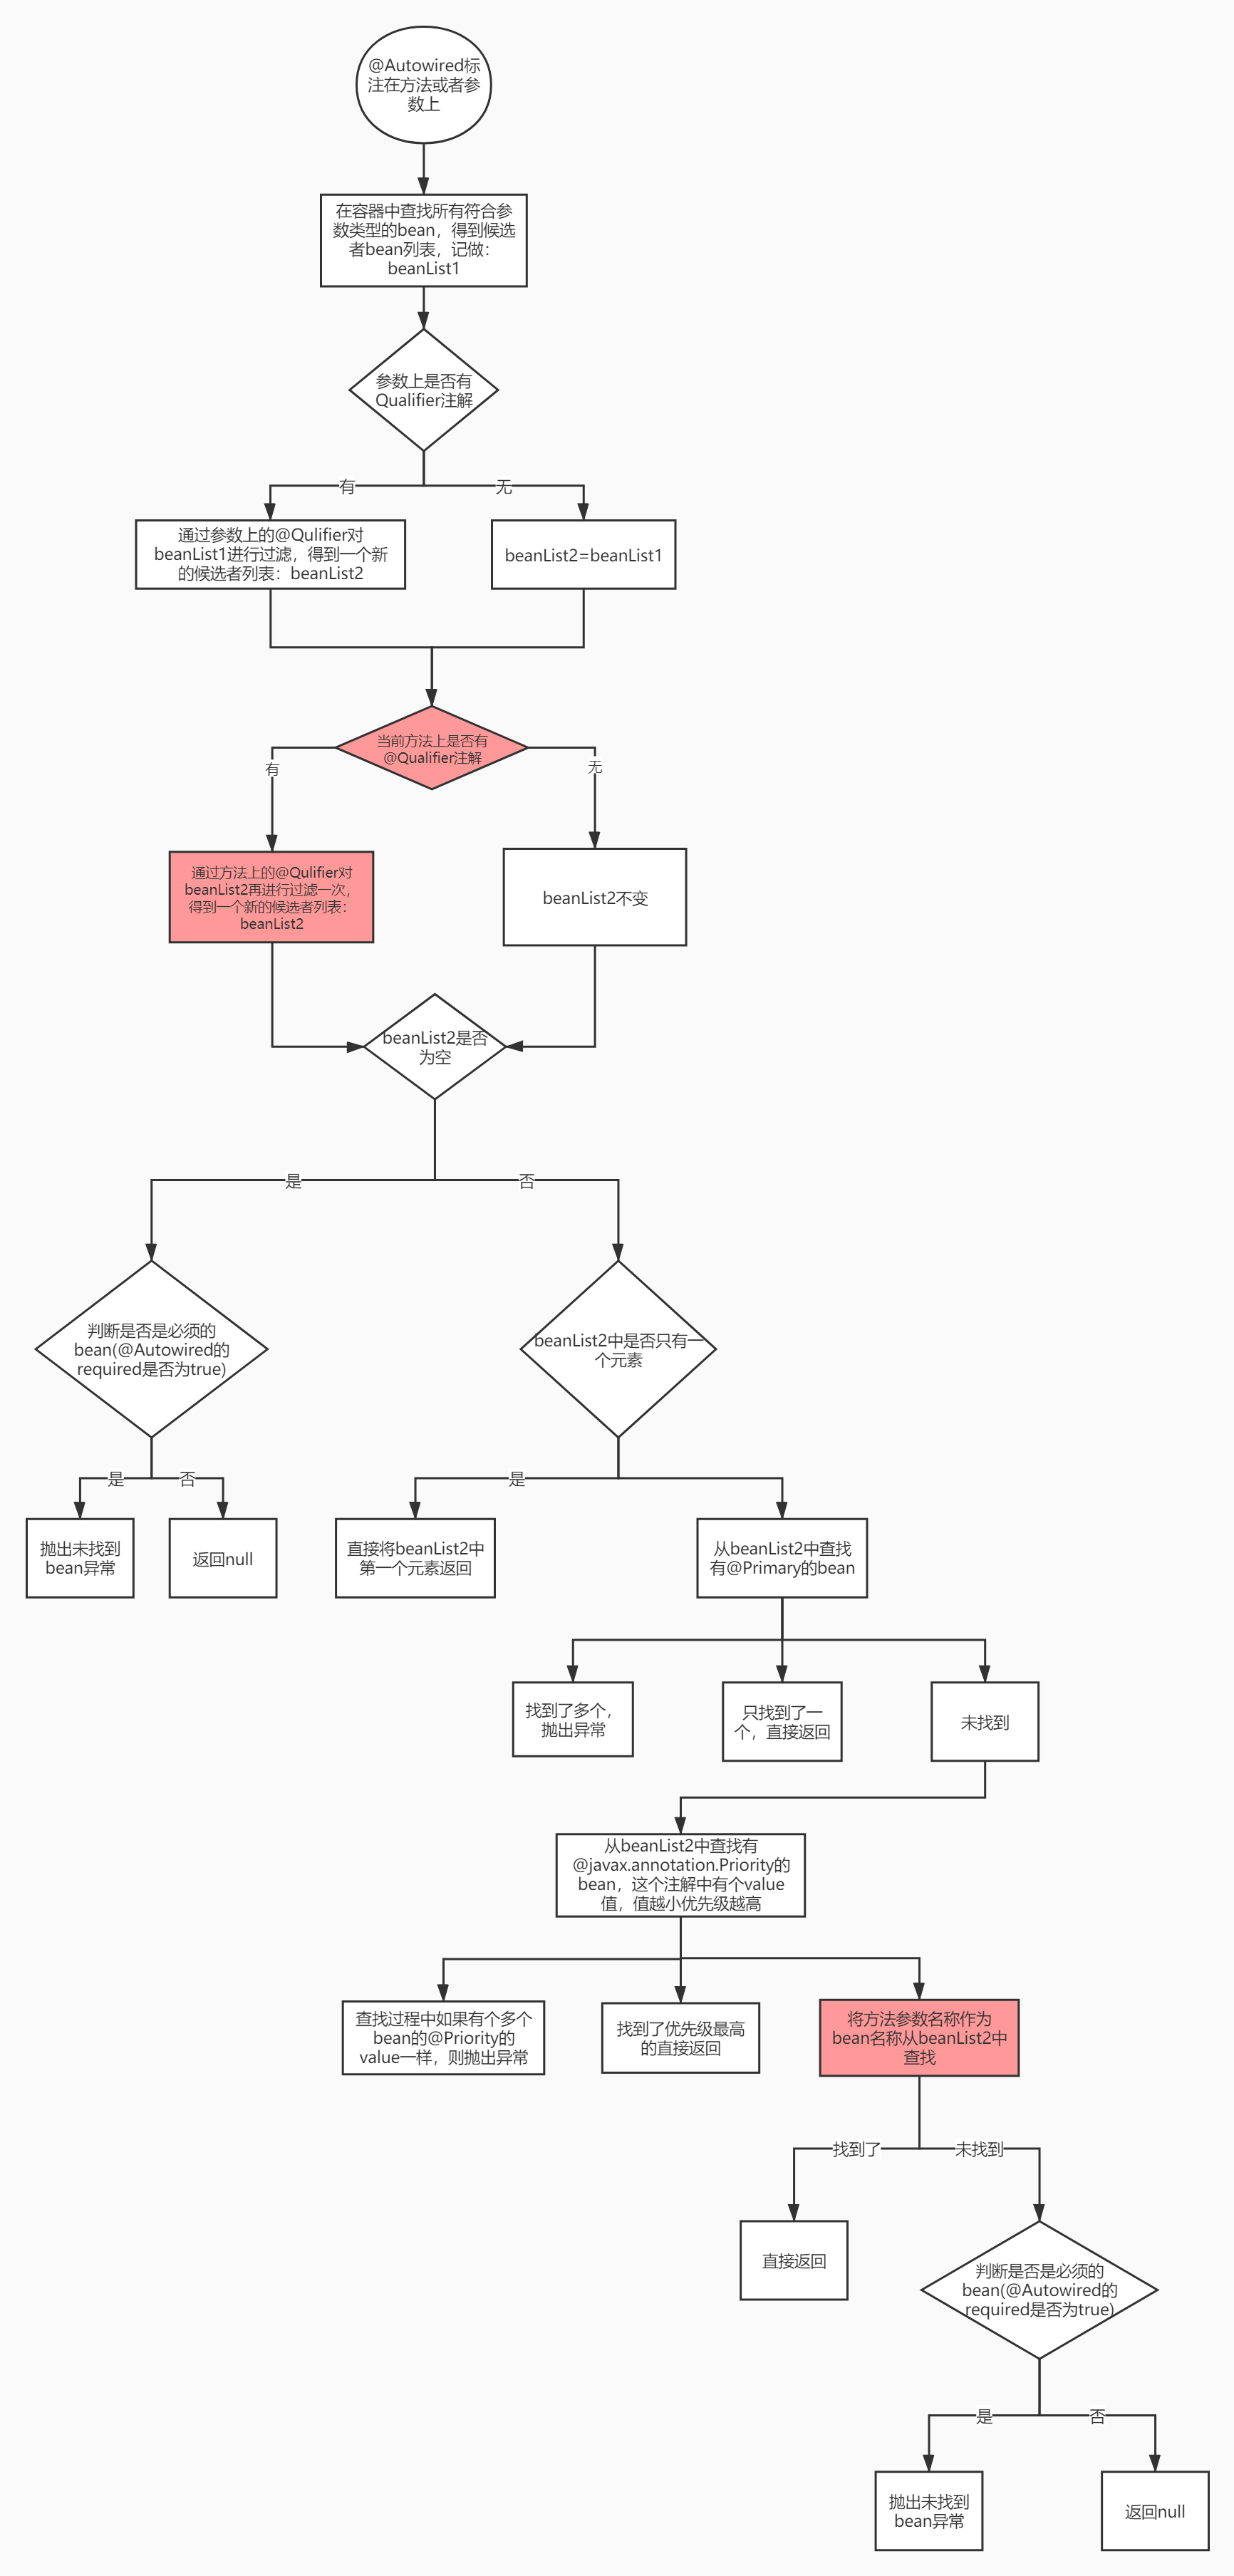 @Autowired标
注在方法或者参
数上
在容器中查找所有符合参
数类型的bean，得到候选
者bean列表，记做：
beanList1
参数上是否有
Qualifier注解
有
无
通过参数上的@Qulifier对
beanList1进行过滤，得到一个新
的候选者列表：beanList2
beanList2=beanList1
当前方法上是否有
@Qualifier注解
有
无
通过方法上的@Qulifier对
beanList2再进行过滤一次，
得到一个新的候选者列表：
beanList2
beanList2不变
beanList2是否
为空
是
否
判断是否是必须的
bean(@Autowired的
required是否为true)
beanList2中是否只有一
个元素
是
否
是
抛出未找到
bean异常
返回null
直接将beanList2中
第一个元素返回
从beanList2中查找
有@Primary的bean
找到了多个，
抛出异常
只找到了一
个，直接返回
未找到
从beanList2中查找有
@javax.annotation.Priority的
bean，这个注解中有个value
值，值越小优先级越高
查找过程中如果有个多个
bean的@Priority的
value一样，则抛出异常
找到了优先级最高
的直接返回
将方法参数名称作为
bean名称从beanList2中
查找
找到了
未找到
直接返回
判断是否是必须的
bean(@Autowired的
required是否为true)
是
否
抛出未找到
bean异常
返回null